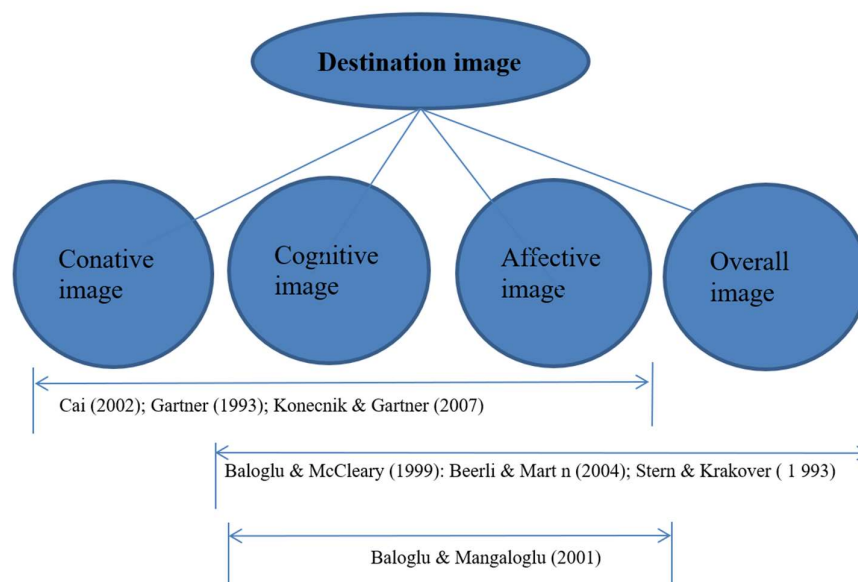 Destination image
Conative
image
Cognitive
image
Affective
image
Overall
image
Cai (2002); Gartner (1993); Konecnik & Gartner (2007)
Baloglu & McCleary (1999): Beerli & Mart n (2004); Stern & Krakover ( 1 993)
Baloglu & Mangaloglu (2001)